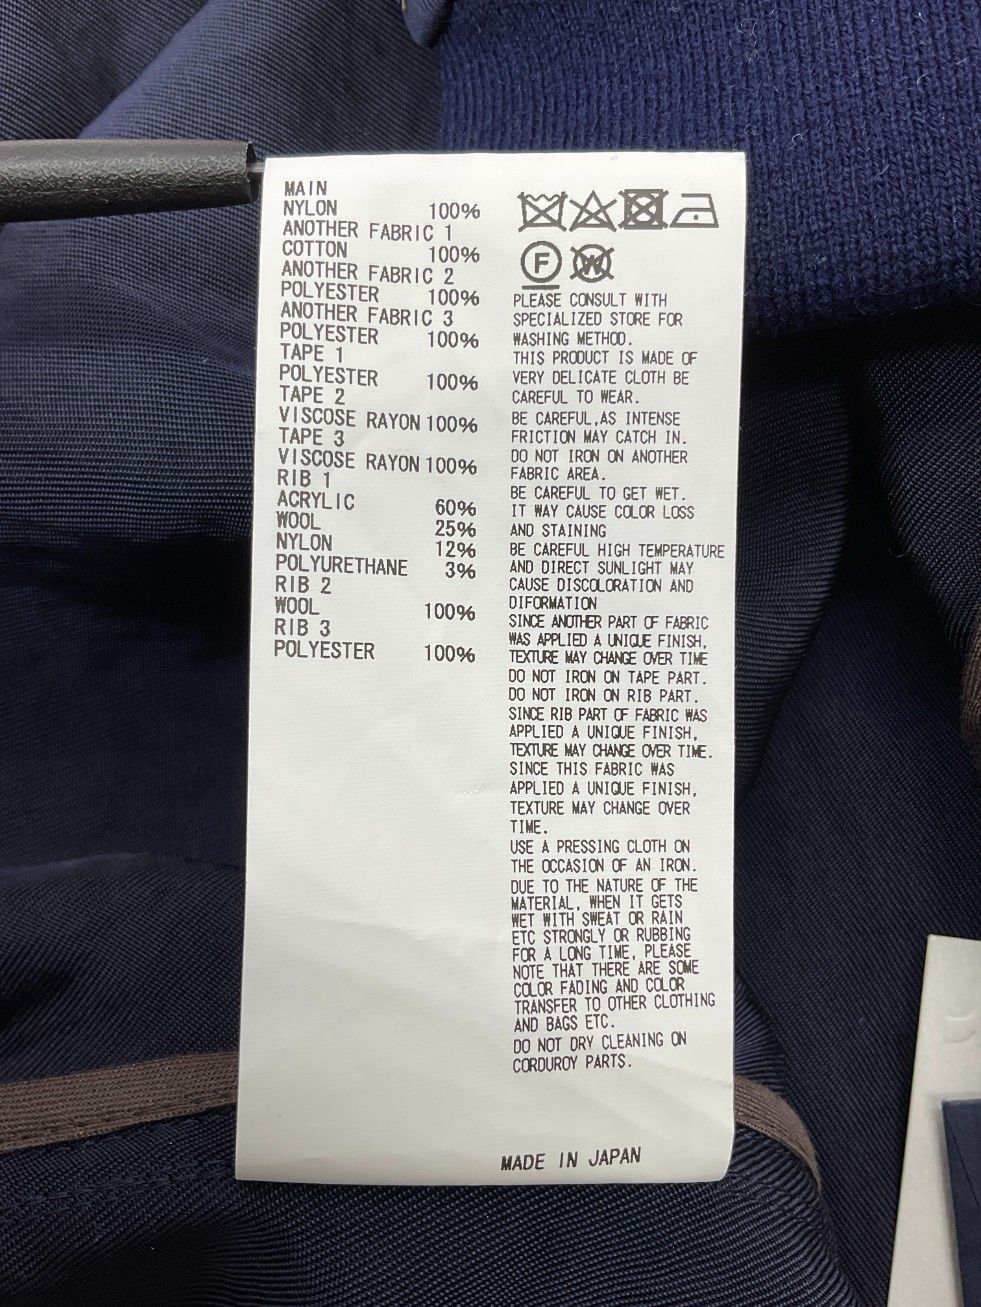 MAIN
NYLON 100%
ANOTHER FABRIC 1
COTTON 100%
ANOTHER FABRIC 2
POLYESTER 100%
ANOTHER FABRIC 3
POLYESTER 100%
TAPE 1
POLYESTER 100%
TAPE 2
VISCOSE RAYON 100%
TAPE 3
VISCOSE RAYON 100%
RIB 1
ACRYLIC 60%
WOOL 25%
NYLON 12%
POLYURETHANE 3%
RIB 2
WOOL 100%
RIB 3
POLYESTER 100%
F W
PLEASE CONSULT WITH
SPECIALIZED STORE FOR
WASHING METHOD.
THIS PRODUCT IS MADE OF
VERY DELICATE CLOTH BE
CAREFUL TO WEAR.
BE CAREFUL,AS INTENSE
FRICTION MAY CATCH IN.
DO NOT IRON ON ANOTHER
FABRIC AREA.
BE CAREFUL TO GET WET.
IT WAY CAUSE COLOR LOSS
AND STAINING
BE CAREFUL HIGH TEMPERATURE
AND DIRECT SUNLIGHT MAY
CAUSE DISCOLORATION AND
DIFORMATION
SINCE ANOTHER PART OF FABRIC
WAS APPLIED A UNIQUE FINISH,
TEXTURE MAY CHANGE OVER TIME
DO NOT IRON ON TAPE PART.
DO NOT IRON ON RIB PART.
SINCE RIB PART OF FABRIC WAS
APPLIED A UNIQUE FINISH,
TEXTURE MAY CHANGE OVER TIME.
SINCE THIS FABRIC WAS
APPLIED A UNIQUE FINISH,
TEXTURE MAY CHANGE OVER
TIME.
USE A PRESSING CLOTH ON
THE OCCASION OF AN IRON.
DUE TO THE NATURE OF THE
MATERIAL, WHEN IT GETS
WET WITH SWEAT OR RAIN
ETC STRONGLY OR RUBBING
FOR A LONG TIME, PLEASE
NOTE THAT THERE ARE SOME
COLOR FADING AND COLOR
TRANSFER TO OTHER CLOTHING
AND BAGS ETC.
DO NOT DRY CLEANING ON
CORDUROY PARTS.
MADE IN JAPAN